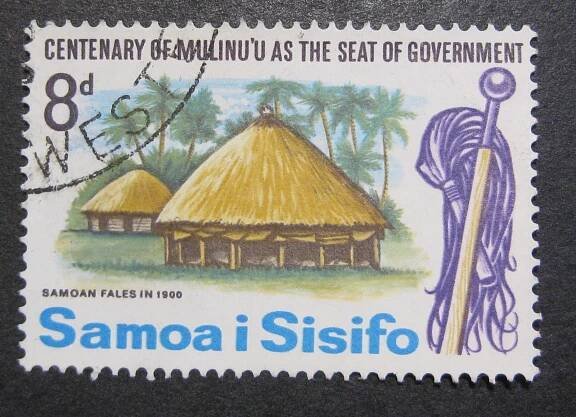 CENTENARY OF MULINU'U AS THE SEAT OF GOVERNMENT
8d
WEST
SAMOAN FALES IN 1900
Samoa i Sisifo